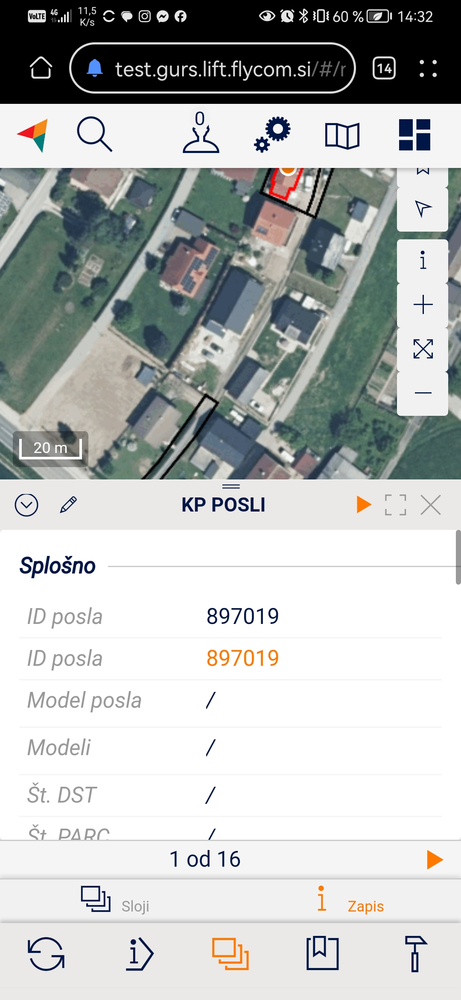 VoLTE 4G 11,5 K/s 60 % 14:32
test.gurs.lift.flycom.si/#/r 14
0
20 m
KP POSLI
Splošno
ID posla 897019
ID posla 897019
Model posla /
Modeli /
Št. DST /
Št. PARC /
1 od 16
Sloji Zapis